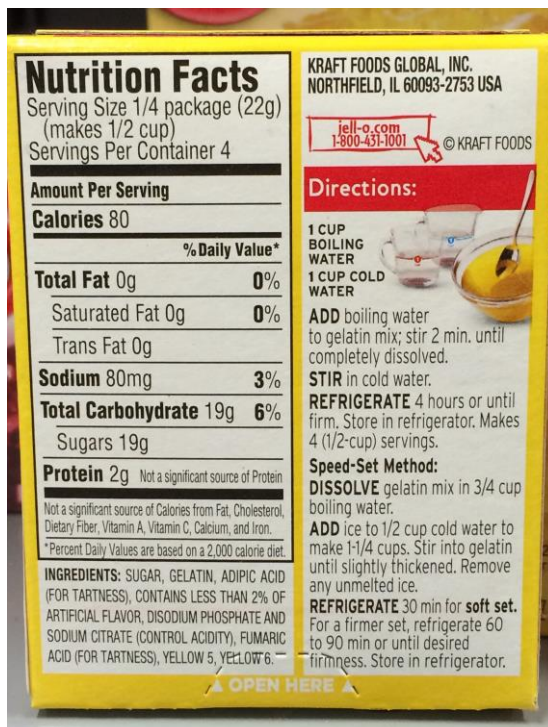 Nutrition Facts
Serving Size 1/4 package (22g)
(makes 1/2 cup)
Servings Per Container 4
Amount Per Serving
Calories 80
% Daily Value*
Total Fat 0g 0%
Saturated Fat 0g 0%
Trans Fat 0g
Sodium 80mg 3%
Total Carbohydrate 19g 6%
Sugars 19g
Protein 2g Not a significant source of Protein
Not a significant source of Calories from Fat, Cholesterol,
Dietary Fiber, Vitamin A, Vitamin C, Calcium, and Iron.
*Percent Daily Values are based on a 2,000 calorie diet.
INGREDIENTS: SUGAR, GELATIN, ADIPIC ACID
(FOR TARTNESS), CONTAINS LESS THAN 2% OF
ARTIFICIAL FLAVOR, DISODIUM PHOSPHATE AND
SODIUM CITRATE (CONTROL ACIDITY), FUMARIC
ACID (FOR TARTNESS), YELLOW 5, YELLOW 6.
KRAFT FOODS GLOBAL, INC.
NORTHFIELD, IL 60093-2753 USA
jell-o.com
1-800-431-1001
© KRAFT FOODS
Directions:
1 CUP
BOILING
WATER
1 CUP COLD
WATER
ADD boiling water
to gelatin mix; stir 2 min. until
completely dissolved.
STIR in cold water.
REFRIGERATE 4 hours or until
firm. Store in refrigerator. Makes
4 (1/2-cup) servings.
Speed-Set Method:
DISSOLVE gelatin mix in 3/4 cup
boiling water.
ADD ice to 1/2 cup cold water to
make 1-1/4 cups. Stir into gelatin
until slightly thickened. Remove
any unmelted ice.
REFRIGERATE 30 min for soft set.
For a firmer set, refrigerate 60
to 90 min or until desired
firmness. Store in refrigerator.
OPEN HERE